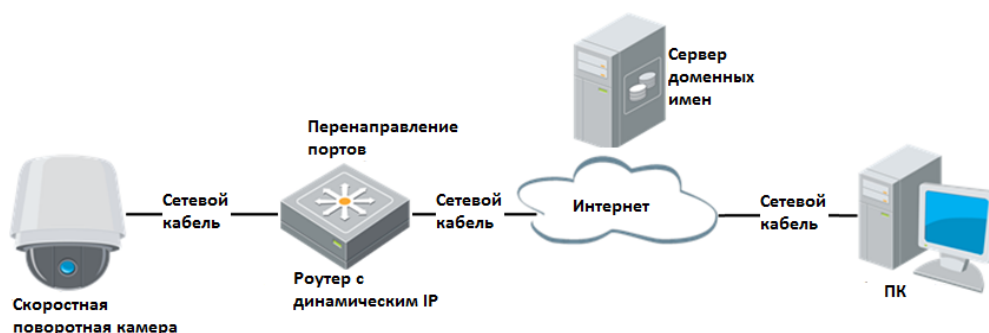 Сервер
доменных
имен
Перенаправление
портов
Сетевой
кабель
Сетевой
кабель
Интернет
Сетевой
кабель
Роутер с
динамическим IP
ПК
Скоростная
поворотная камера